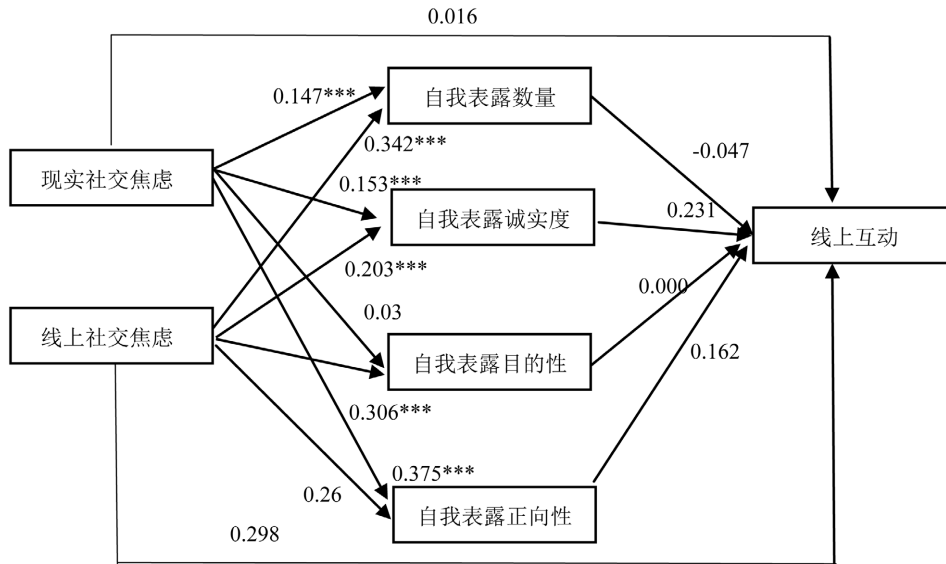 0.016
自我表露数量
0.147***
0.342***
-0.047
现实社交焦虑
0.153***
自我表露诚实度
0.231
线上互动
0.203***
0.000
0.03
线上社交焦虑
自我表露目的性
0.162
0.306***
0.375***
0.26
自我表露正向性
0.298